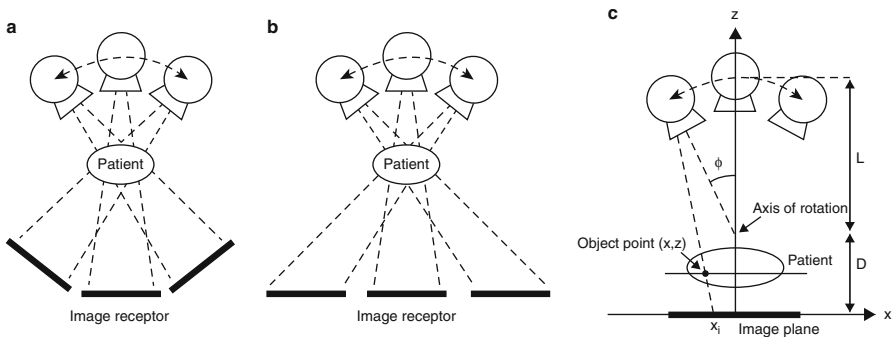 a
Patient
Image receptor
b
Patient
Image receptor
c
z
ϕ
L
Axis of rotation
Object point (x,z)
Patient
D
xi
Image plane
x